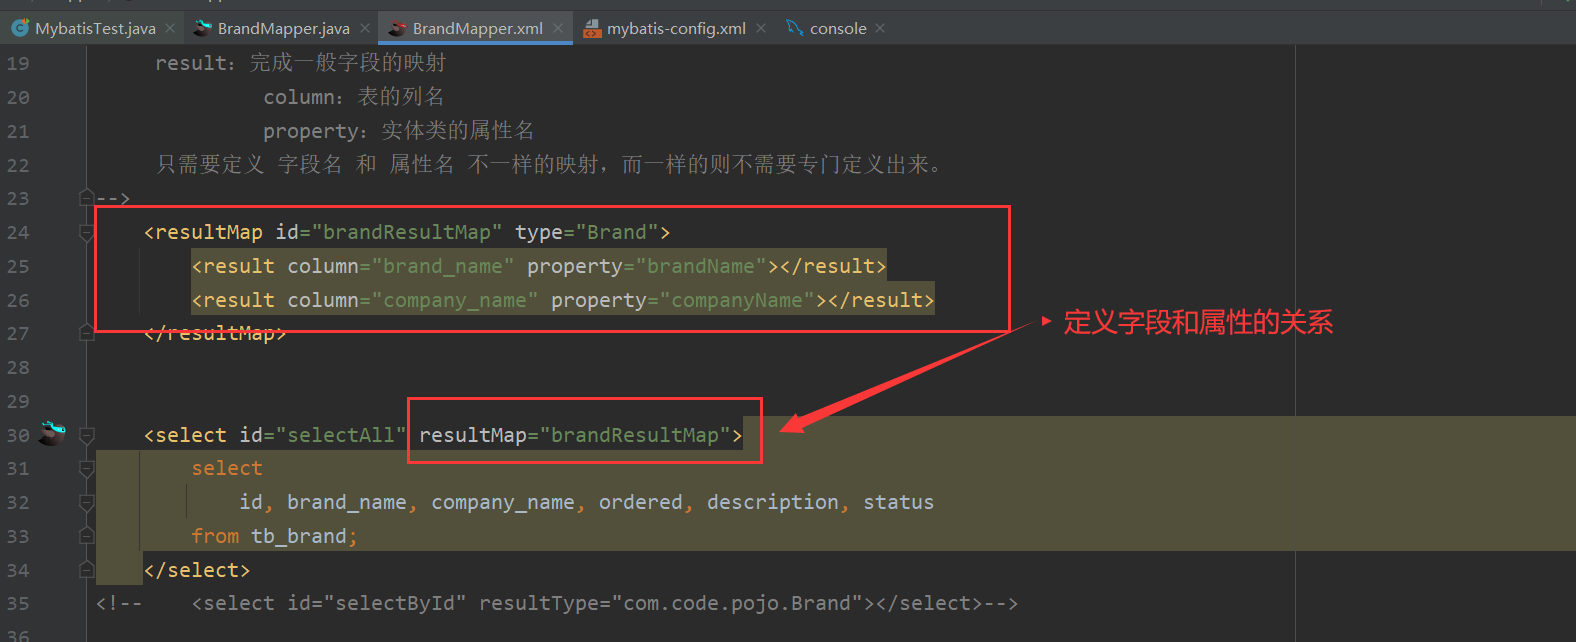 MybatisTest.java × BrandMapper.java × BrandMapper.xml × mybatis-config.xml × console ×
19 result：完成一般字段的映射
20 column：表的列名
21 property：实体类的属性名
22 只需要定义 字段名 和 属性名 不一样的映射，而一样的则不需要专门定义出来。
23 -->
24 <resultMap id="brandResultMap" type="Brand">
25 <result column="brand_name" property="brandName"></result>
26 <result column="company_name" property="companyName"></result>
定义字段和属性的关系
27 </resultMap>
28
29
30 <select id="selectAll" resultMap="brandResultMap">
31 select
32 id, brand_name, company_name, ordered, description, status
33 from tb_brand;
34 </select>
35 <!-- <select id="selectById" resultType="com.code.pojo.Brand"></select>-->
36